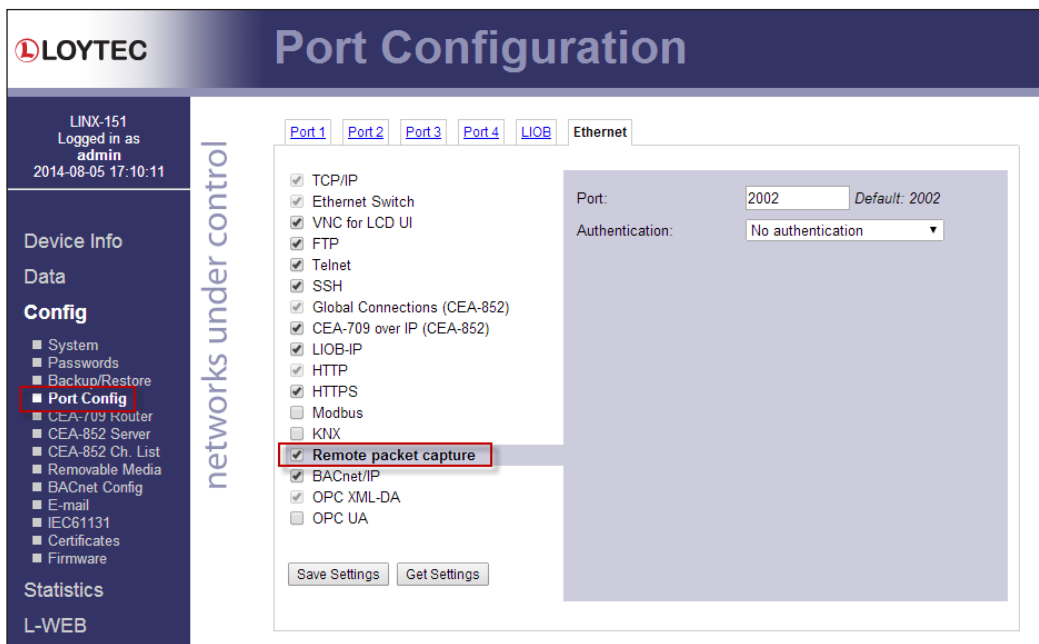 LOYTEC
Port Configuration
LINX-151
Logged in as
admin
2014-08-05 17:10:11
Device Info
Data
Config
System
Passwords
Backup/Restore
Port Config
CEA-709 Router
CEA-852 Server
CEA-852 Ch. List
Removable Media
BACnet Config
E-mail
IEC61131
Certificates
Firmware
Statistics
L-WEB
networks under control
Port 1 Port 2 Port 3 Port 4 LIOB Ethernet
TCP/IP
Ethernet Switch
VNC for LCD UI
FTP
Telnet
SSH
Global Connections (CEA-852)
CEA-709 over IP (CEA-852)
LIOB-IP
HTTP
HTTPS
Modbus
KNX
Remote packet capture
BACnet/IP
OPC XML-DA
OPC UA
Save Settings Get Settings
Port: 2002 Default: 2002
Authentication: No authentication